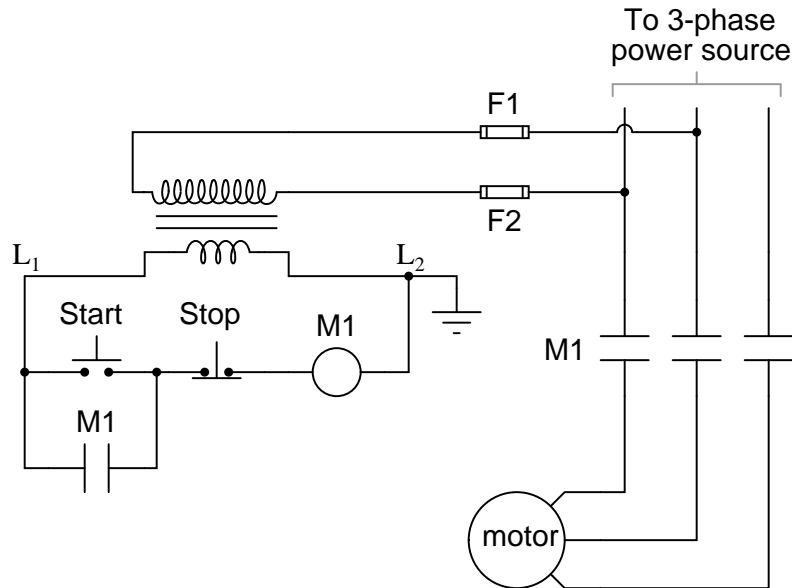 To 3-phase
power source
F1
F2
L1
L2
Start
Stop
M1
M1
M1
motor